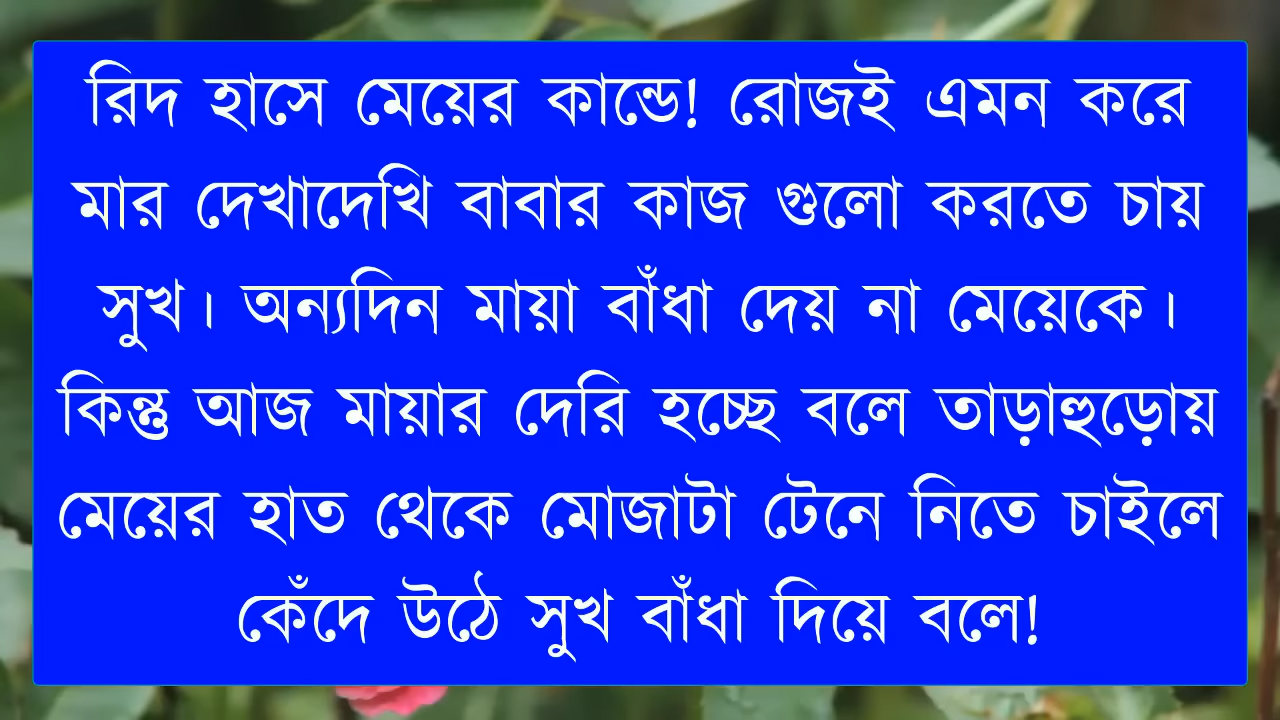 রিদ হাসে মেয়ের কান্ডে! রোজই এমন করে
মার দেখাদেখি বাবার কাজ গুলো করতে চায়
সুখ। অন্যদিন মায়া বাঁধা দেয় না মেয়েকে।
কিন্তু আজ মায়ার দেরি হচ্ছে বলে তাড়াহুড়োয়
মেয়ের হাত থেকে মোজাটা টেনে নিতে চাইলে
কেঁদে উঠে সুখ বাঁধা দিয়ে বলে!